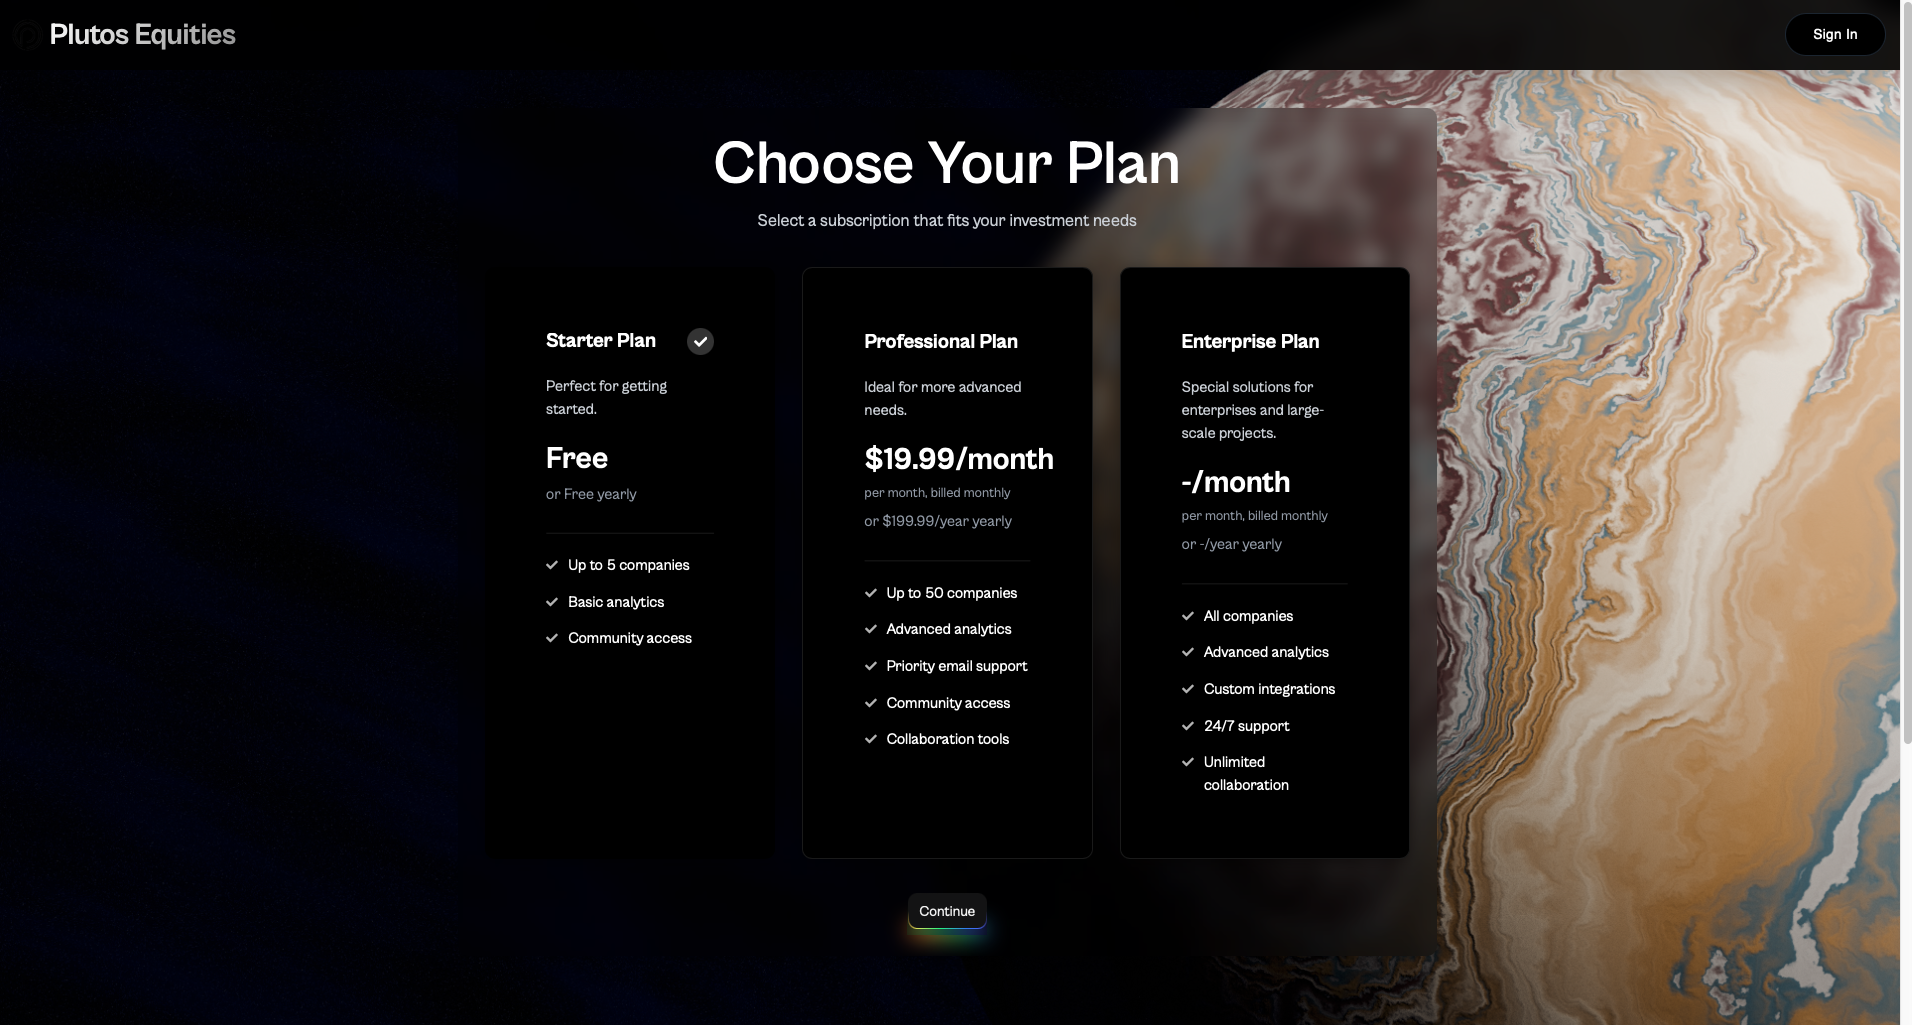 Plutos Equities
Sign In
Choose Your Plan
Select a subscription that fits your investment needs
Starter Plan
Perfect for getting
started.
Free
or Free yearly
Up to 5 companies
Basic analytics
Community access
Professional Plan
Ideal for more advanced
needs.
$19.99/month
per month, billed monthly
or $199.99/year yearly
Up to 50 companies
Advanced analytics
Priority email support
Community access
Collaboration tools
Enterprise Plan
Special solutions for
enterprises and large-
scale projects.
-/month
per month, billed monthly
or -/year yearly
All companies
Advanced analytics
Custom integrations
24/7 support
Unlimited
collaboration
Continue